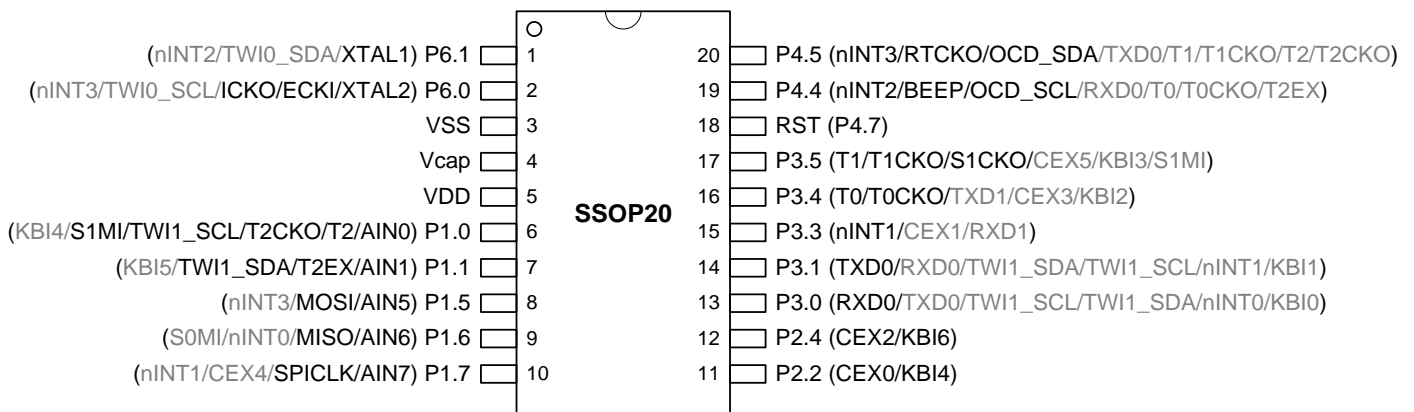 (nINT2/TWI0_SDA/XTAL1) P6.1 1 20 P4.5 (nINT3/RTCKO/OCD_SDA/TXD0/T1/T1CKO/T2/T2CKO)
(nINT3/TWI0_SCL/ICKO/ECKI/XTAL2) P6.0 2 19 P4.4 (nINT2/BEEP/OCD_SCL/RXD0/T0/T0CKO/T2EX)
VSS 3 18 RST (P4.7)
Vcap 4 17 P3.5 (T1/T1CKO/S1CKO/CEX5/KBI3/S1MI)
VDD 5 16 P3.4 (T0/T0CKO/TXD1/CEX3/KBI2)
SSOP20
(KBI4/S1MI/TWI1_SCL/T2CKO/T2/AIN0) P1.0 6 15 P3.3 (nINT1/CEX1/RXD1)
(KBI5/TWI1_SDA/T2EX/AIN1) P1.1 7 14 P3.1 (TXD0/RXD0/TWI1_SDA/TWI1_SCL/nINT1/KBI1)
(nINT3/MOSI/AIN5) P1.5 8 13 P3.0 (RXD0/TXD0/TWI1_SCL/TWI1_SDA/nINT0/KBI0)
(S0MI/nINT0/MISO/AIN6) P1.6 9 12 P2.4 (CEX2/KBI6)
(nINT1/CEX4/SPICLK/AIN7) P1.7 10 11 P2.2 (CEX0/KBI4)